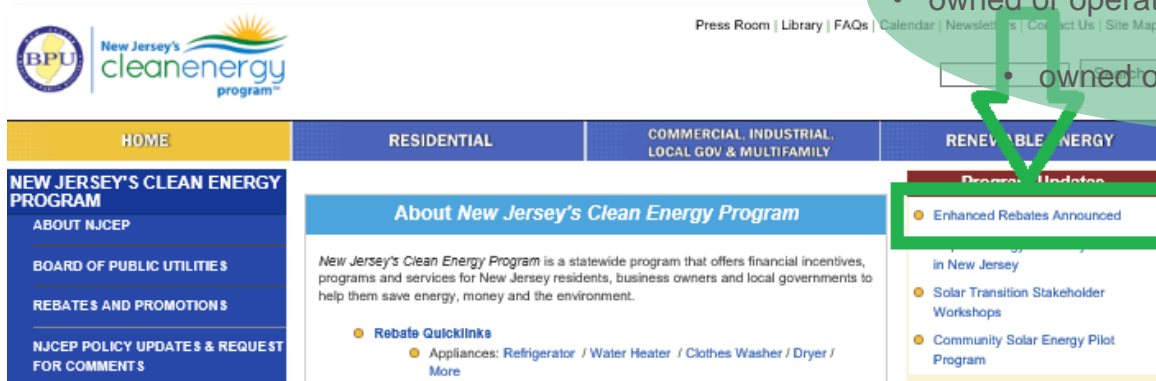 • owned or operat
Press Room | Library | FAQs | Calendar | Newsletters | Contact Us | Site Map
• owned o
Search
BPU
New Jersey's
cleanenergy
program™
HOME
RESIDENTIAL
COMMERCIAL, INDUSTRIAL,
LOCAL GOV & MULTIFAMILY
RENEWABLE ENERGY
NEW JERSEY'S CLEAN ENERGY
PROGRAM
ABOUT NJCEP
BOARD OF PUBLIC UTILITIES
REBATES AND PROMOTIONS
NJCEP POLICY UPDATES & REQUEST
FOR COMMENTS
About New Jersey's Clean Energy Program
New Jersey's Clean Energy Program is a statewide program that offers financial incentives,
programs and services for New Jersey residents, business owners and local governments to
help them save energy, money and the environment.
Rebate Quicklinks
Appliances: Refrigerator / Water Heater / Clothes Washer / Dryer /
More
Program Updates
Enhanced Rebates Announced
in New Jersey
Solar Transition Stakeholder
Workshops
Community Solar Energy Pilot
Program